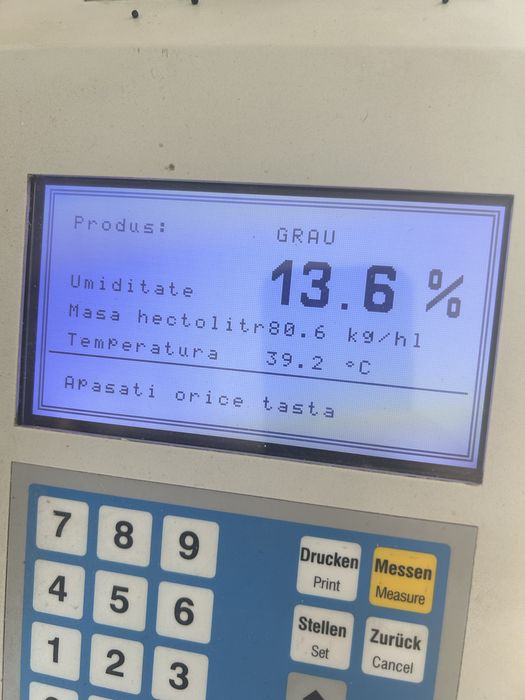 Produs: GRAU
Umiditate 13.6 %
Masa hectolitr80.6 kg/hl
Temperatura 39.2 °C
Apasati orice tasta
7 8 9
Drucken Print
Messen Measure
4 5 6
Stellen Set
Zurück Cancel
1 2 3